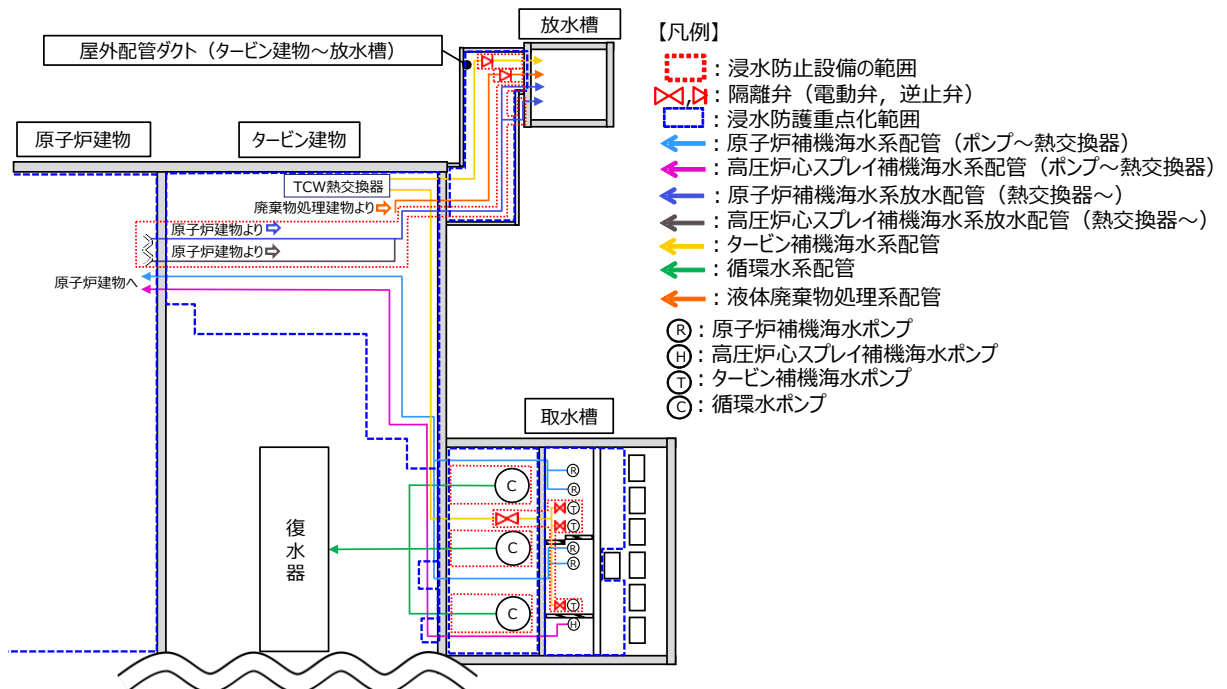 放水槽
屋外配管ダクト（タービン建物～放水槽）
原子炉建物
タービン建物
TCW熱交換器
廃棄物処理建物より
原子炉建物より
原子炉建物より
原子炉建物へ
取水槽
復水器
C
C
C
R
R
T
T
R
R
T
H
【凡例】
：浸水防止設備の範囲
,
：隔離弁（電動弁，逆止弁）
：浸水防護重点化範囲
：原子炉補機海水系配管（ポンプ～熱交換器）
：高圧炉心スプレイ補機海水系配管（ポンプ～熱交換器）
：原子炉補機海水系放水配管（熱交換器～）
：高圧炉心スプレイ補機海水系放水配管（熱交換器～）
：タービン補機海水系配管
：循環水系配管
：液体廃棄物処理系配管
R：原子炉補機海水ポンプ
H：高圧炉心スプレイ補機海水ポンプ
T：タービン補機海水ポンプ
C：循環水ポンプ